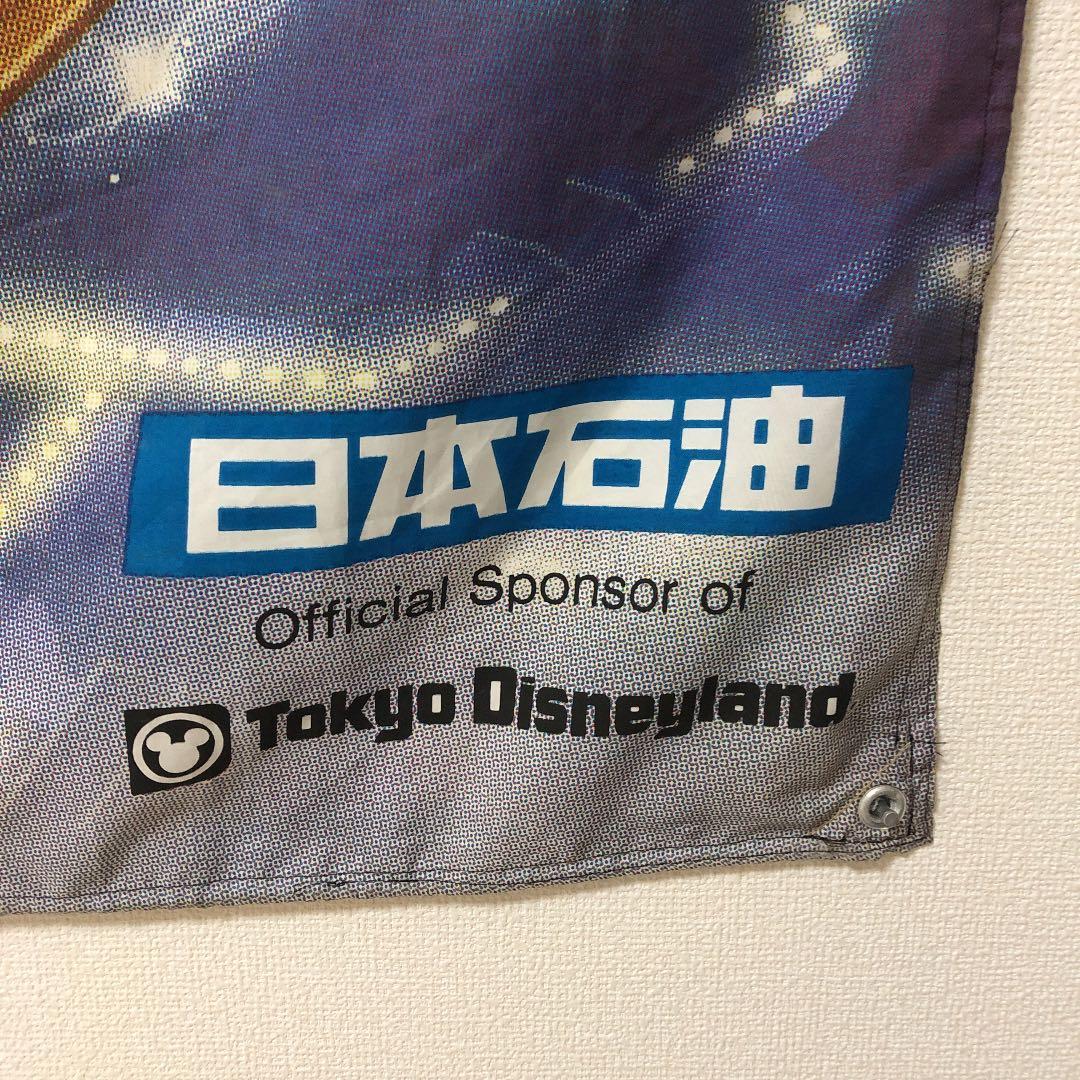 日本石油
Official Sponsor of
Tokyo Disneyland